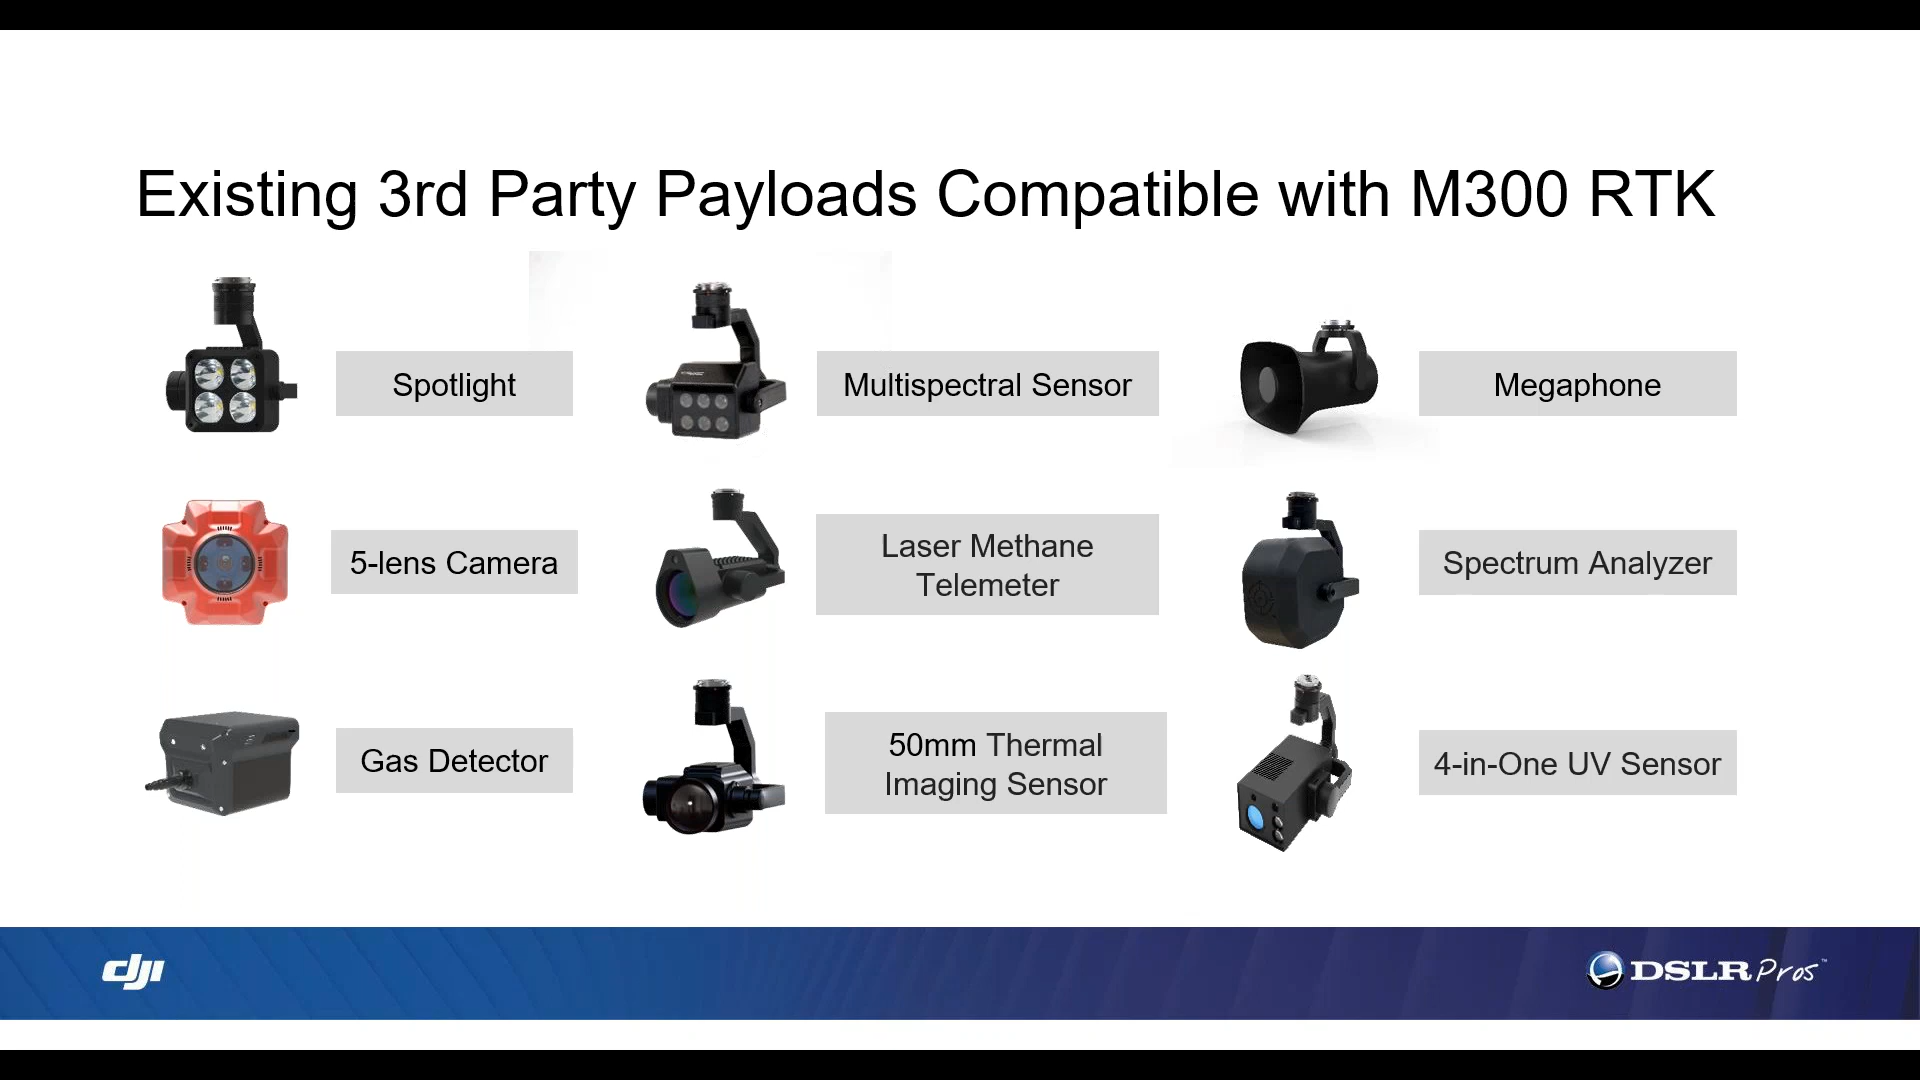 Existing 3rd Party Payloads Compatible with M300 RTK
Spotlight
Multispectral Sensor
Megaphone
5-lens Camera
Laser Methane
Telemeter
Spectrum Analyzer
Gas Detector
50mm Thermal
Imaging Sensor
4-in-One UV Sensor
dji
DSLR Pros™